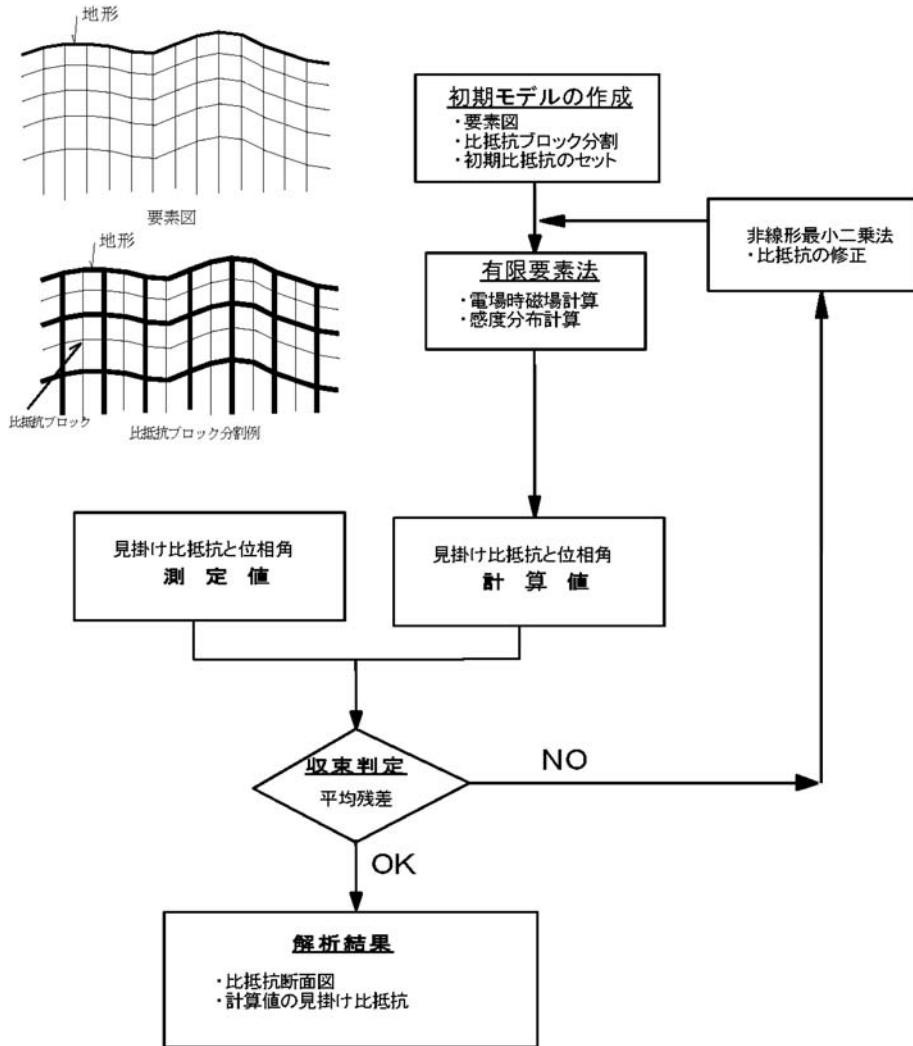 地形
要素図
地形
比抵抗ブロック
比抵抗ブロック分割例
初期モデルの作成
・要素図
・比抵抗ブロック分割
・初期比抵抗のセット
非線形最小二乗法
・比抵抗の修正
有限要素法
・電場時磁場計算
・感度分布計算
見掛け比抵抗と位相角
測 定 値
見掛け比抵抗と位相角
計 算 値
収束判定
平均残差
NO
OK
解析結果
・比抵抗断面図
・計算値の見掛け比抵抗